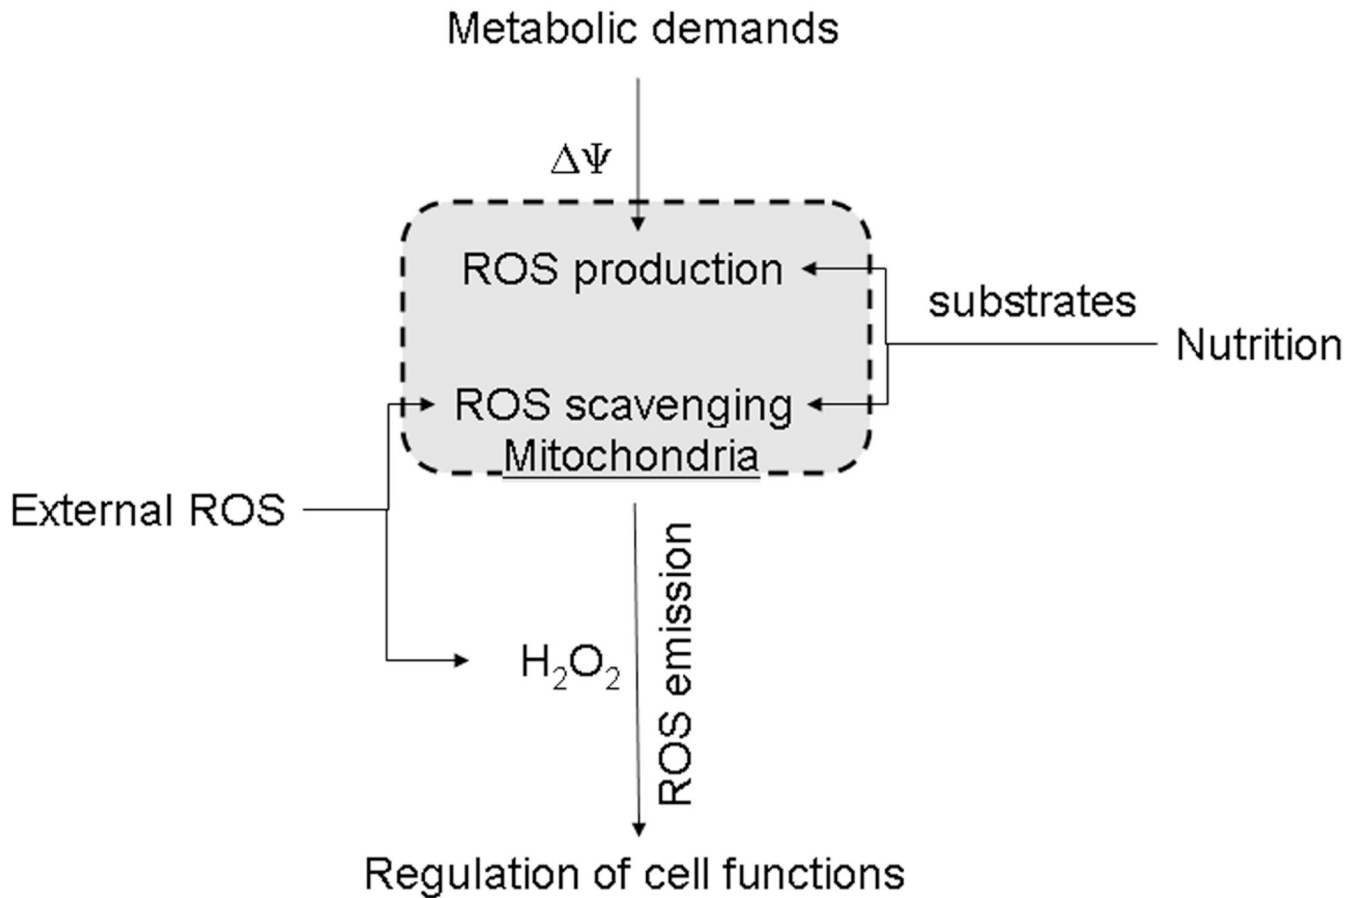 Metabolic demands
ΔΨ
ROS production
substrates
Nutrition
ROS scavenging
Mitochondria
External ROS
ROS emission
H₂O₂
Regulation of cell functions